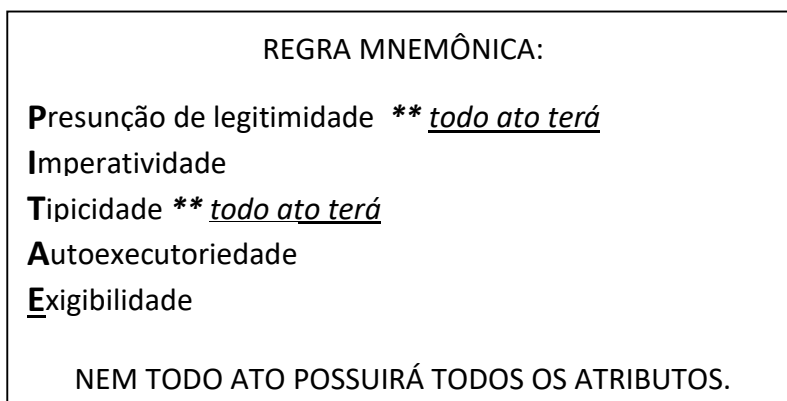 REGRA MNEMÔNICA:
Presunção de legitimidade ** todo ato terá
Imperatividade
Tipicidade ** todo ato terá
Autoexecutoriedade
Exigibilidade
NEM TODO ATO POSSUIRÁ TODOS OS ATRIBUTOS.